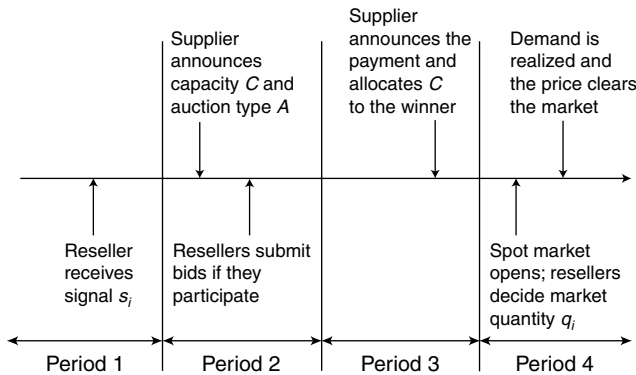 Supplier
announces
capacity C and
auction type A
Supplier
announces the
payment and
allocates C
to the winner
Demand is
realized and
the price clears
the market
Reseller
receives
signal sᵢ
Resellers submit
bids if they
participate
Spot market
opens; resellers
decide market
quantity qᵢ
Period 1
Period 2
Period 3
Period 4